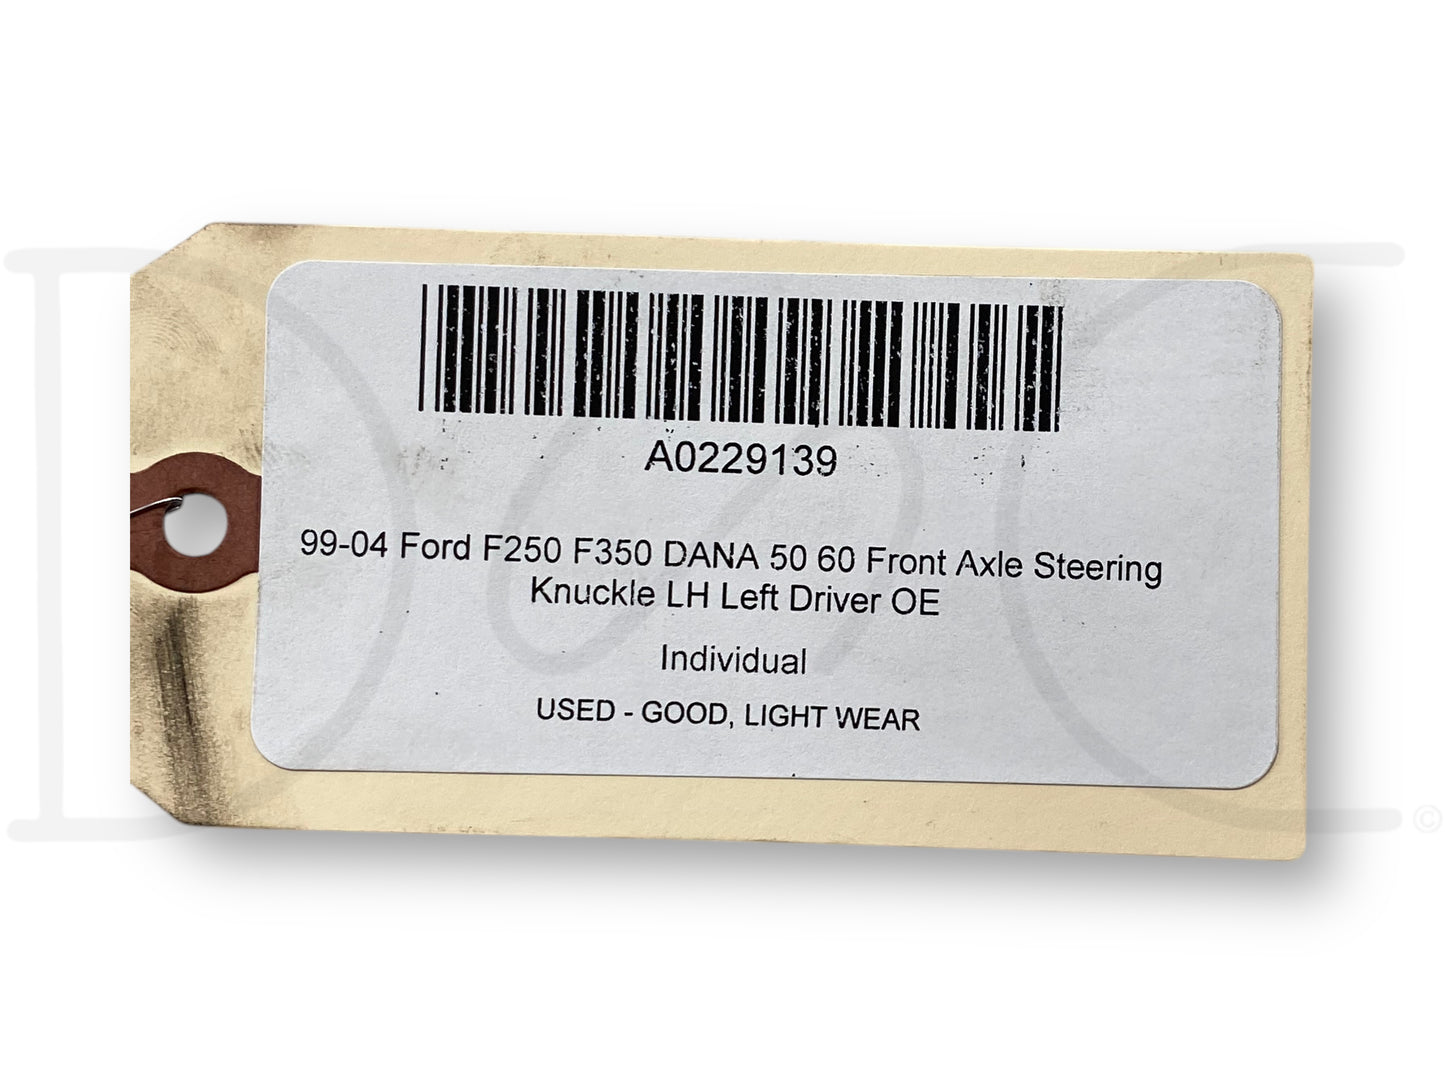 A0229139
99-04 Ford F250 F350 DANA 50 60 Front Axle Steering
Knuckle LH Left Driver OE
Individual
USED - GOOD, LIGHT WEAR
©